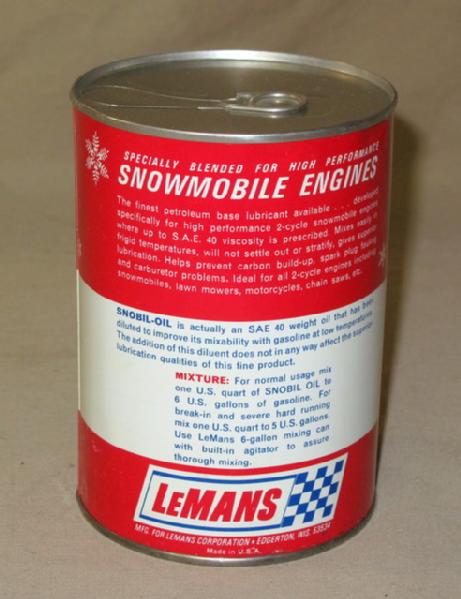 SPECIALLY BLENDED FOR HIGH PERFORMANCE
SNOWMOBILE ENGINES
The finest petroleum base lubricant available . . . developed
specifically for high performance 2-cycle snowmobile engines
where up to S.A.E. 40 viscosity is prescribed. Mixes easily in
frigid temperatures, will not settle out or stratify, gives superior
lubrication. Helps prevent carbon build-up, spark plug fouling
and carburetor problems. Ideal for all 2-cycle engines including
snowmobiles, lawn mowers, motorcycles, chain saws, etc.
SNOBIL-OIL is actually an SAE 40 weight oil that has been
diluted to improve its mixability with gasoline at low temperatures.
The addition of this diluent does not in any way affect the superior
lubrication qualities of this fine product.
MIXTURE: For normal usage mix
one U.S. quart of SNOBIL OIL to
6 U.S. gallons of gasoline. For
break-in and severe hard running
mix one U.S. quart to 5 U.S. gallons.
Use LeMans 6-gallon mixing can
with built-in agitator to assure
thorough mixing.
LEMANS
MFG. FOR LEMANS CORPORATION • EDGERTON, WIS. 53534
Made in U.S.A.